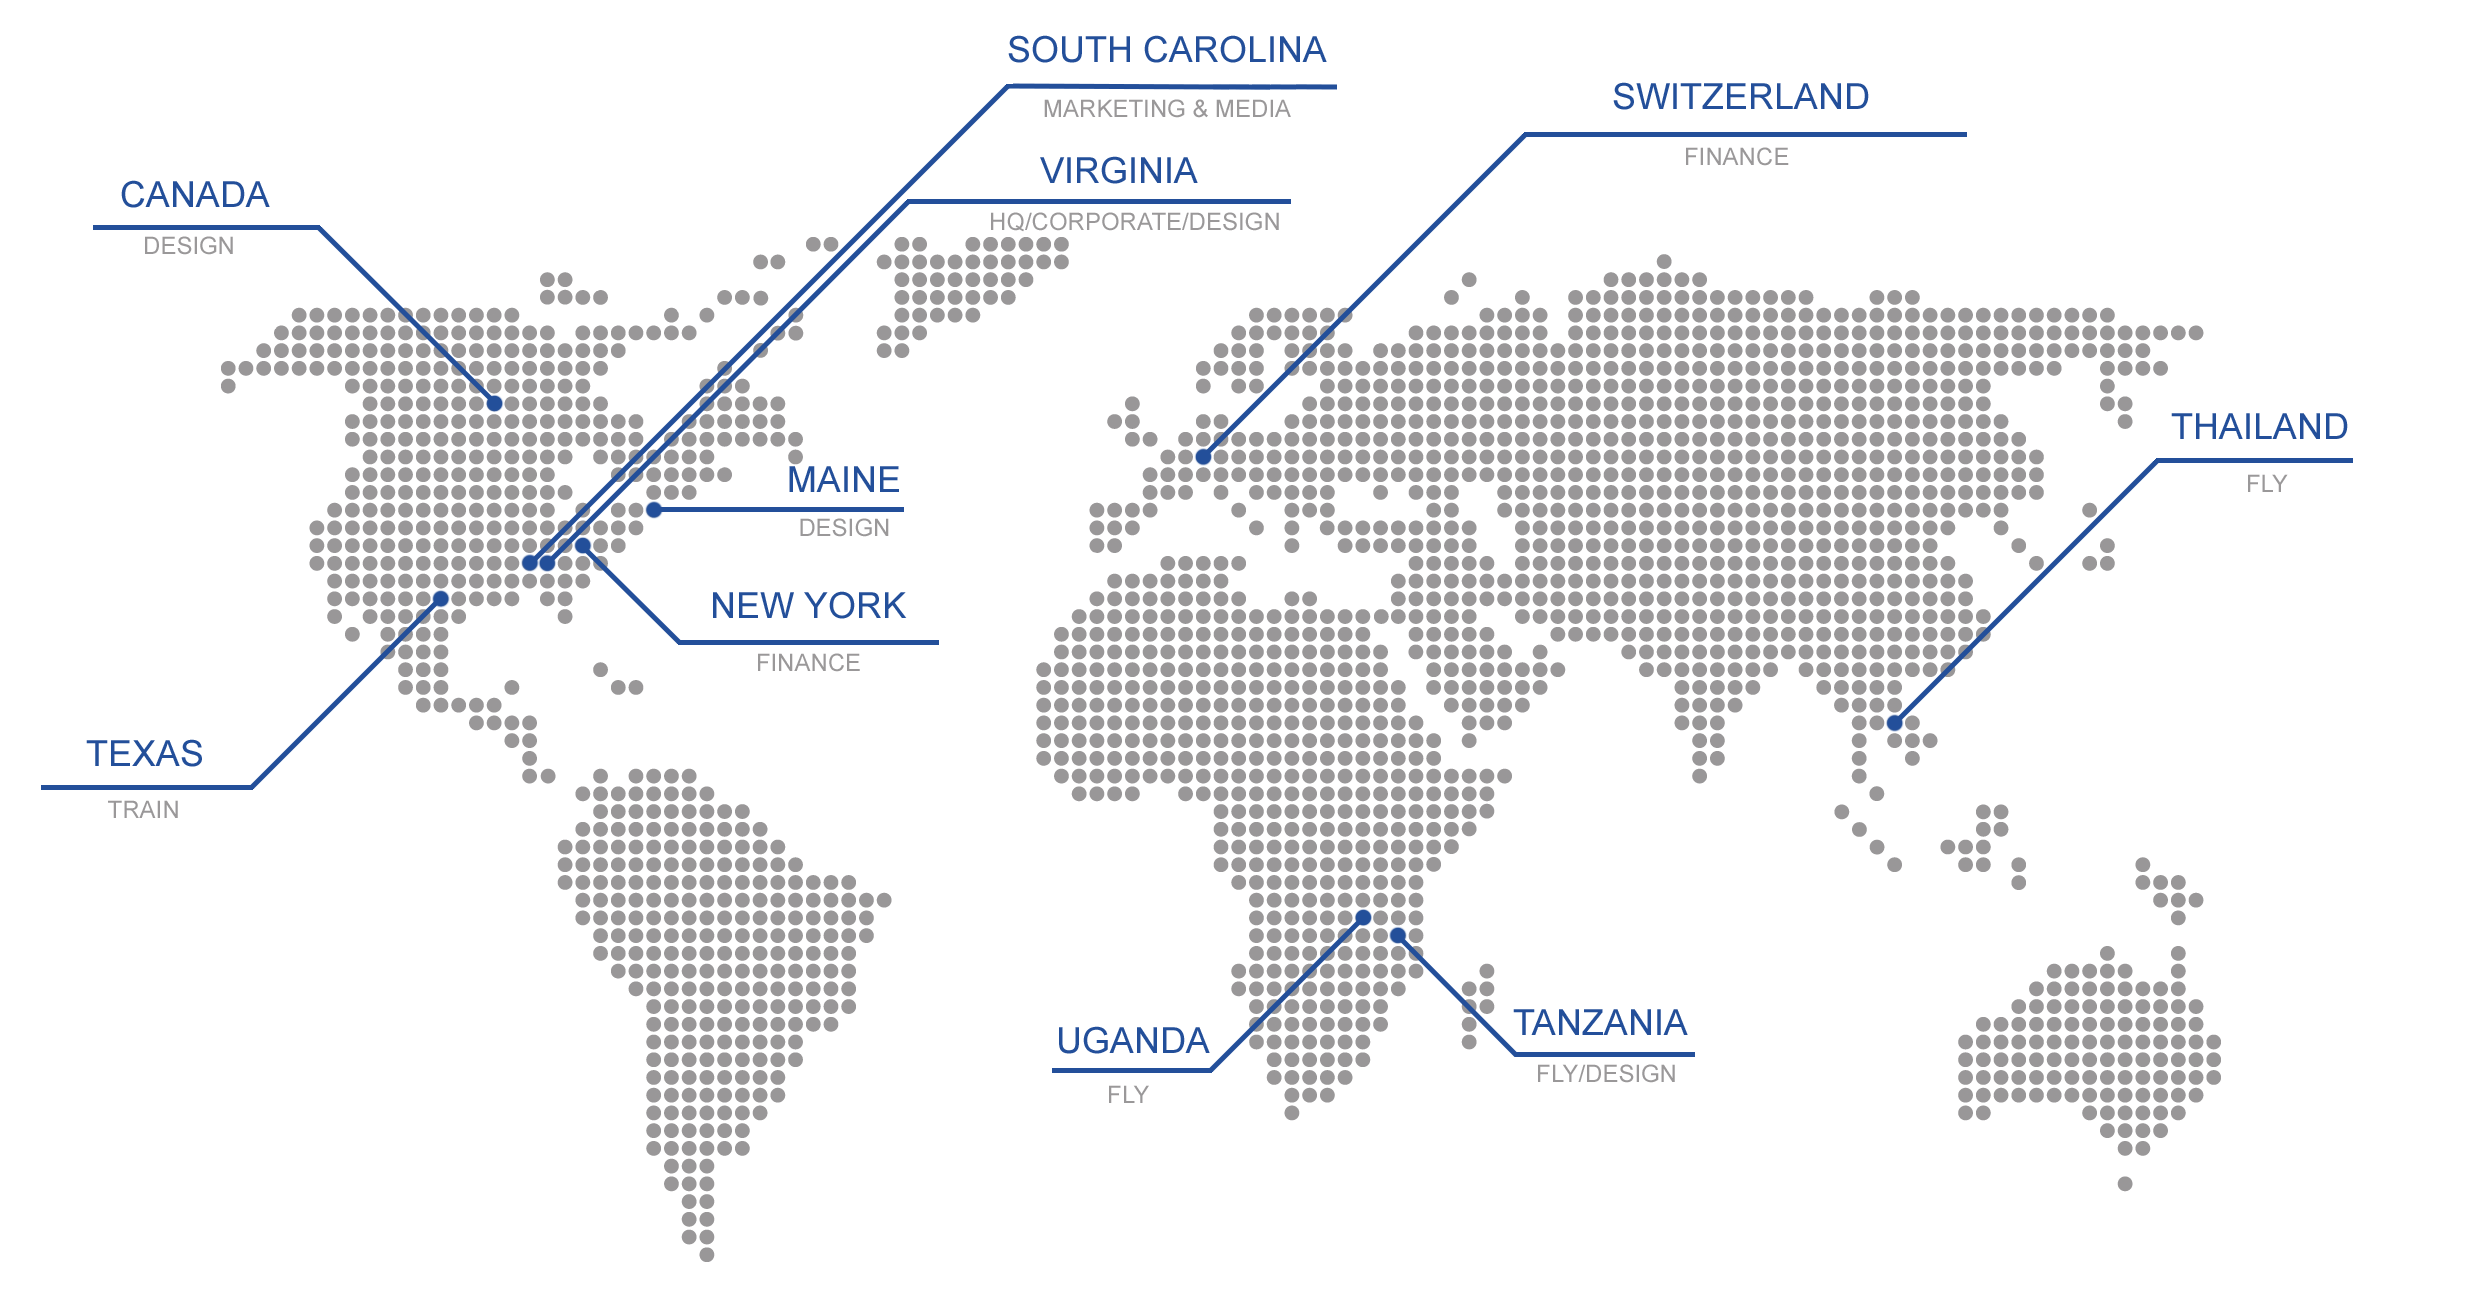 SOUTH CAROLINA
MARKETING & MEDIA
SWITZERLAND
FINANCE
VIRGINIA
HQ/CORPORATE/DESIGN
CANADA
DESIGN
THAILAND
FLY
MAINE
DESIGN
NEW YORK
FINANCE
TEXAS
TRAIN
UGANDA
FLY
TANZANIA
FLY/DESIGN